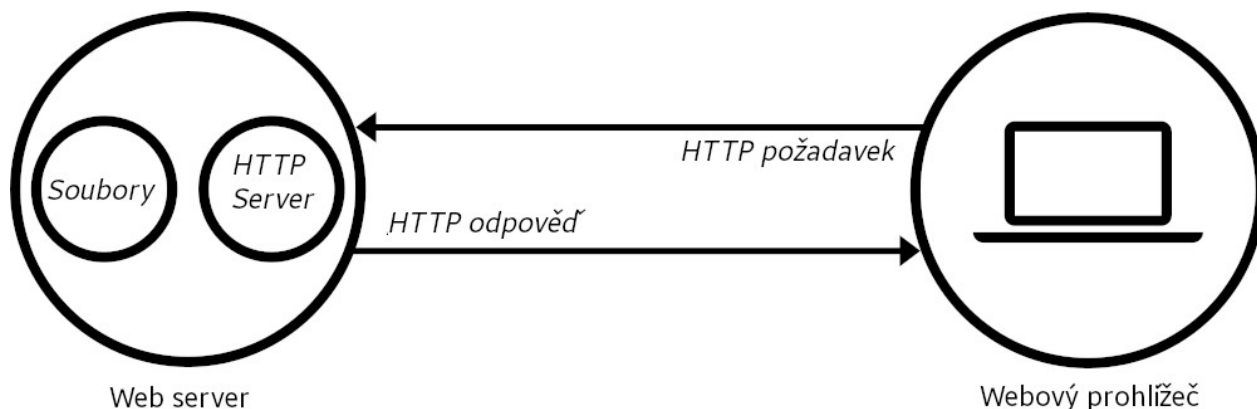 HTTP požadavek
Soubory
HTTP
Server
HTTP odpověď
Web server
Webový prohlížeč